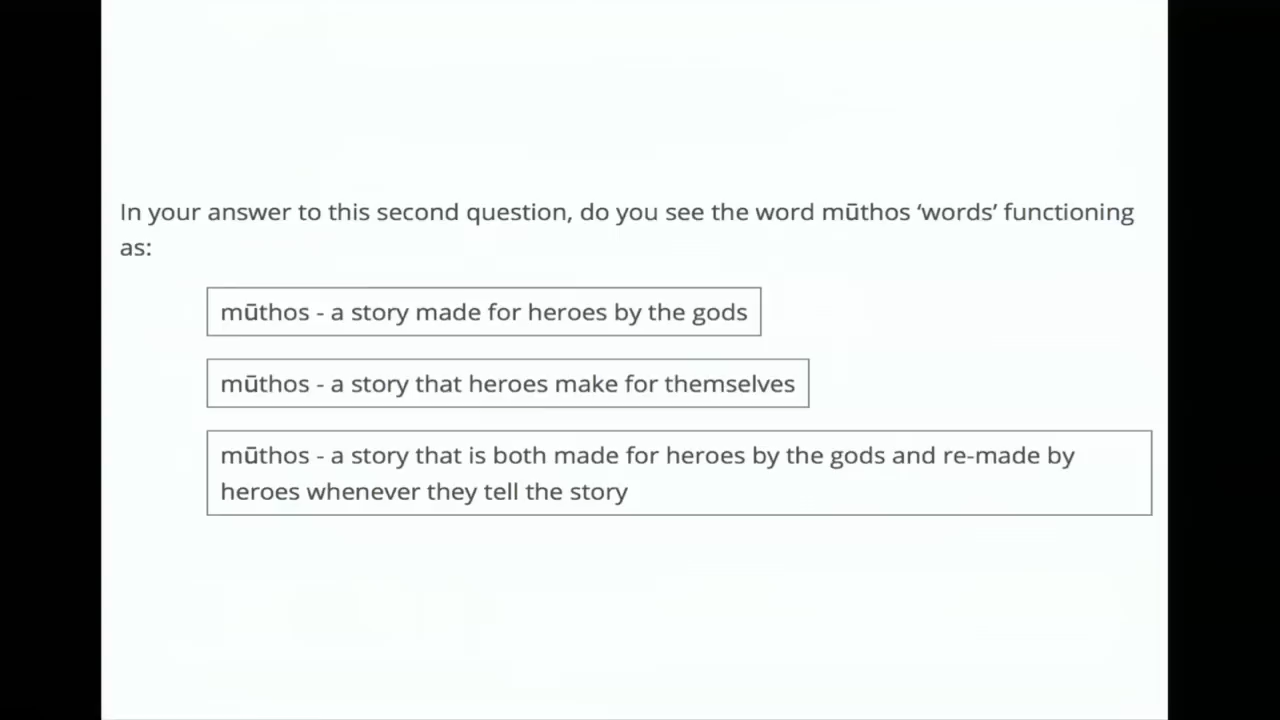 In your answer to this second question, do you see the word mūthos ‘words’ functioning
as:
mūthos - a story made for heroes by the gods
mūthos - a story that heroes make for themselves
mūthos - a story that is both made for heroes by the gods and re-made by
heroes whenever they tell the story